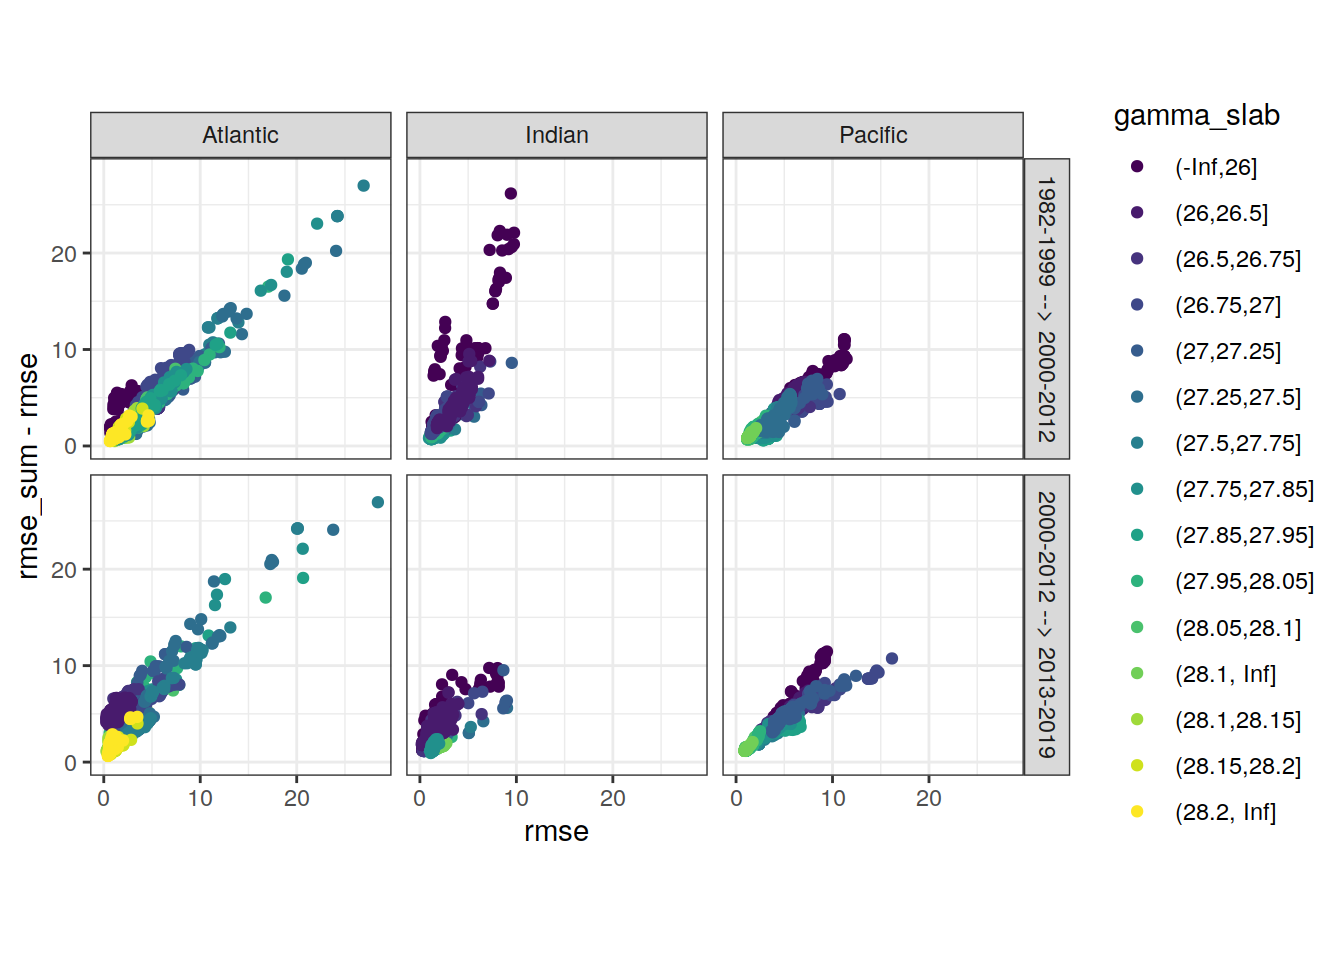 Atlantic
Indian
Pacific
1982-1999 --> 2000-2012
2000-2012 --> 2013-2019
rmse_sum - rmse
20
10
0
20
10
0
0
10
20
0
10
20
0
10
20
rmse
gamma_slab
(-Inf,26]
(26,26.5]
(26.5,26.75]
(26.75,27]
(27,27.25]
(27.25,27.5]
(27.5,27.75]
(27.75,27.85]
(27.85,27.95]
(27.95,28.05]
(28.05,28.1]
(28.1, Inf]
(28.1,28.15]
(28.15,28.2]
(28.2, Inf]